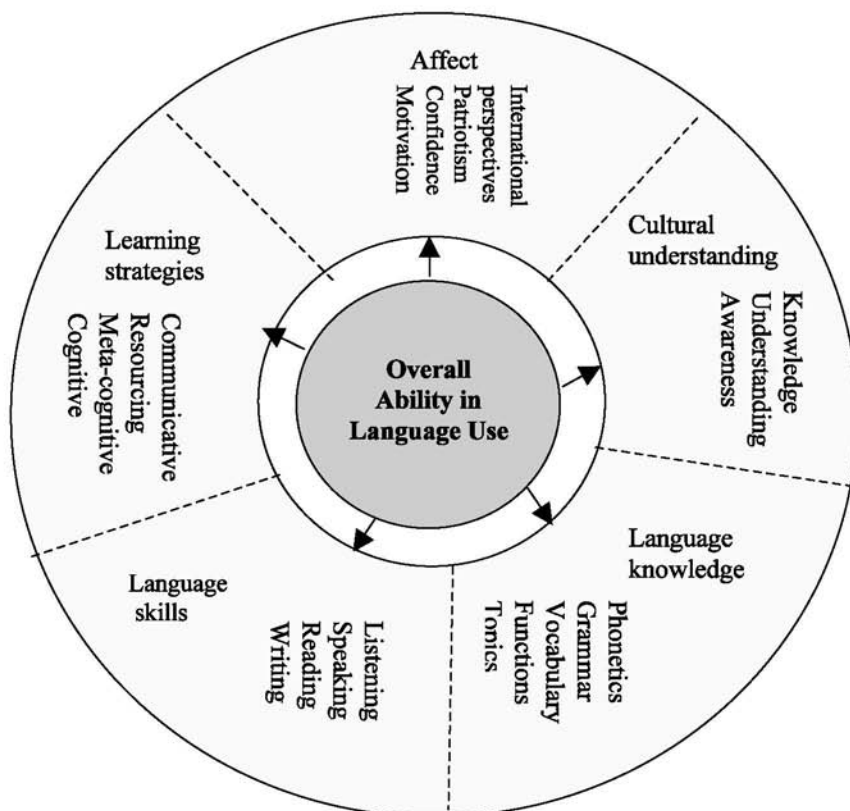 Affect
International
perspectives
Patriotism
Confidence
Motivation
Cultural
understanding
Knowledge
Understanding
Awareness
Language
knowledge
Phonetics
Grammar
Vocabulary
Functions
Tonics
Language
skills
Listening
Speaking
Reading
Writing
Learning
strategies
Communicative
Resourcing
Meta-cognitive
Cognitive
Overall
Ability in
Language Use